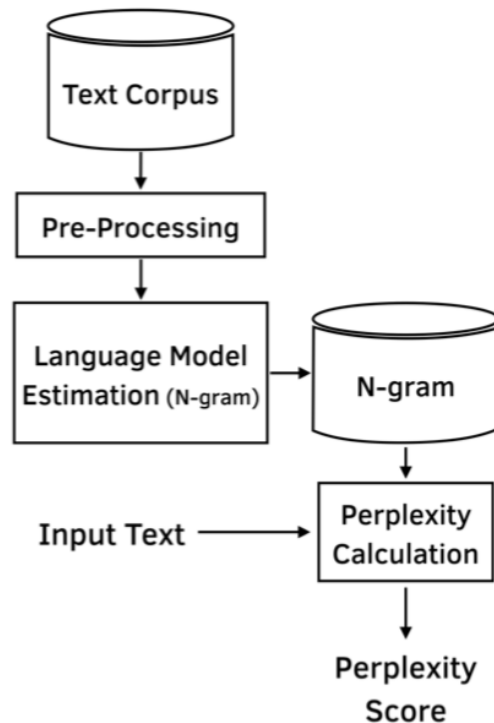 Text Corpus
Pre-Processing
Language Model
Estimation (N-gram)
N-gram
Input Text
Perplexity
Calculation
Perplexity
Score